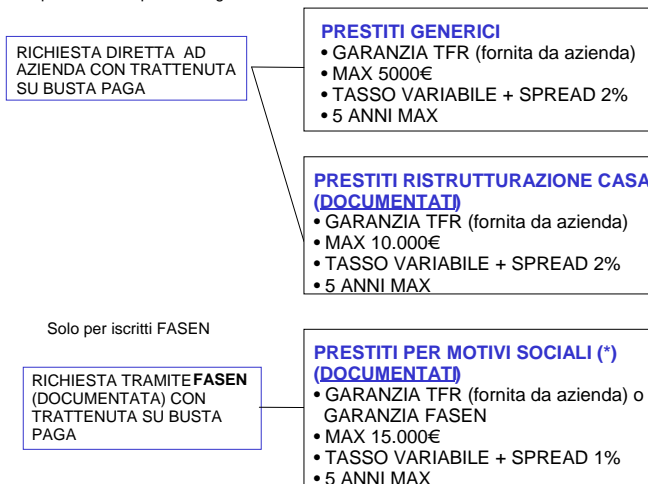 RICHIESTA DIRETTA AD
AZIENDA CON TRATTENUTA
SU BUSTA PAGA
PRESTITI GENERICI
• GARANZIA TFR (fornita da azienda)
• MAX 5000€
• TASSO VARIABILE + SPREAD 2%
• 5 ANNI MAX
PRESTITI RISTRUTTURAZIONE CASA
(DOCUMENTATI)
• GARANZIA TFR (fornita da azienda)
• MAX 10.000€
• TASSO VARIABILE + SPREAD 2%
• 5 ANNI MAX
Solo per iscritti FASEN
RICHIESTA TRAMITE FASEN
(DOCUMENTATA) CON
TRATTENUTA SU BUSTA
PAGA
PRESTITI PER MOTIVI SOCIALI (*)
(DOCUMENTATI)
• GARANZIA TFR (fornita da azienda) o
GARANZIA FASEN
• MAX 15.000€
• TASSO VARIABILE + SPREAD 1%
• 5 ANNI MAX